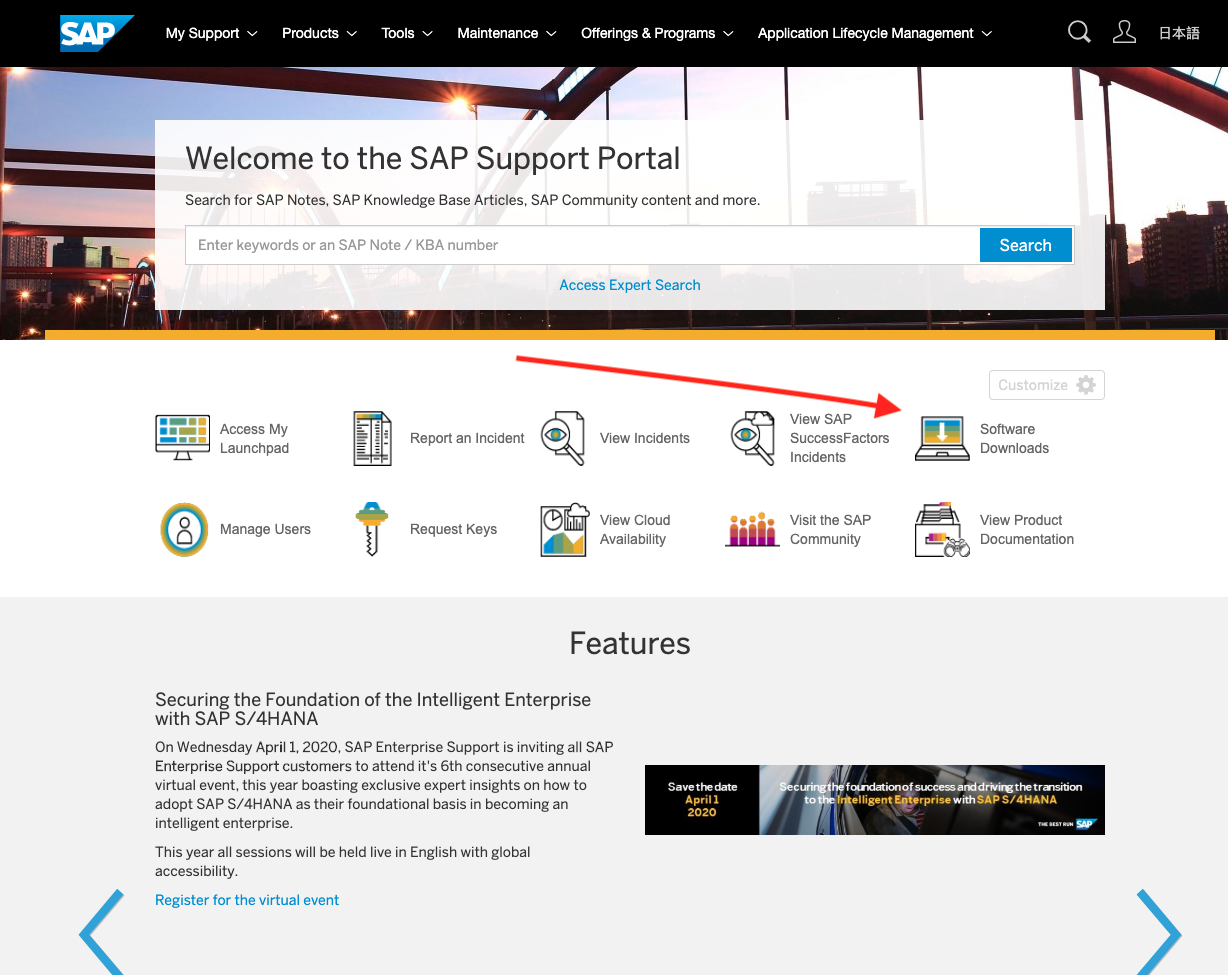 SAP
My Support
Products
Tools
Maintenance
Offerings & Programs
Application Lifecycle Management
日本語
Welcome to the SAP Support Portal
Search for SAP Notes, SAP Knowledge Base Articles, SAP Community content and more.
Enter keywords or an SAP Note / KBA number
Search
Access Expert Search
Customize
Access My
Launchpad
Report an Incident
View Incidents
View SAP
SuccessFactors
Incidents
Software
Downloads
Manage Users
Request Keys
View Cloud
Availability
Visit the SAP
Community
View Product
Documentation
Features
Securing the Foundation of the Intelligent Enterprise
with SAP S/4HANA
On Wednesday April 1, 2020, SAP Enterprise Support is inviting all SAP
Enterprise Support customers to attend it's 6th consecutive annual
virtual event, this year boasting exclusive expert insights on how to
adopt SAP S/4HANA as their foundational basis in becoming an
intelligent enterprise.
This year all sessions will be held live in English with global
accessibility.
Register for the virtual event
Save the date
April 1
2020
Securing the foundation of success and driving the transition
to the Intelligent Enterprise with SAP S/4HANA
THE BEST RUN SAP